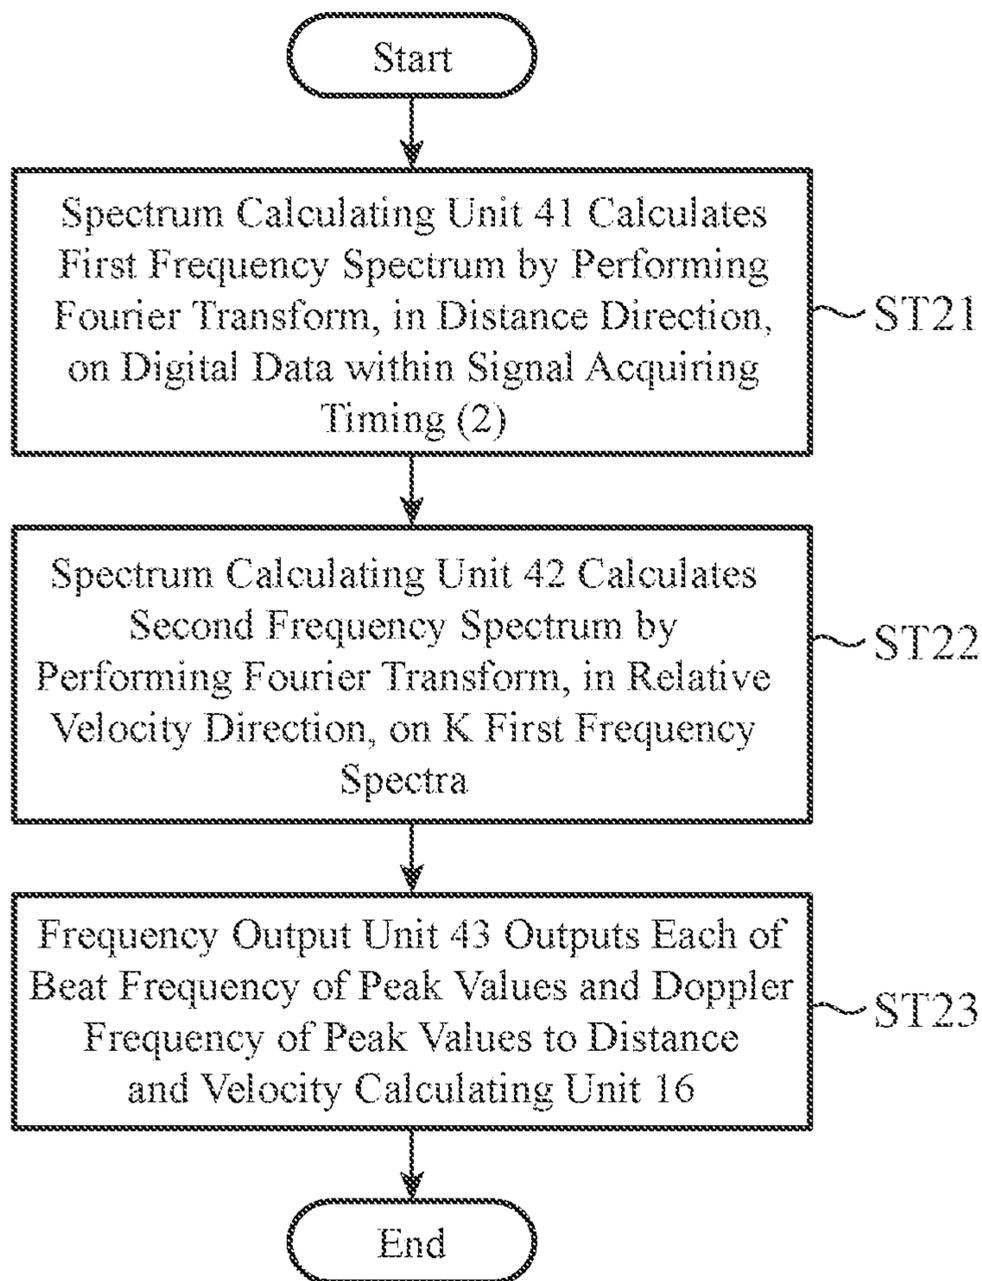 Start
Spectrum Calculating Unit 41 Calculates
First Frequency Spectrum by Performing
Fourier Transform, in Distance Direction,
on Digital Data within Signal Acquiring
Timing (2)
ST21
Spectrum Calculating Unit 42 Calculates
Second Frequency Spectrum by
Performing Fourier Transform, in Relative
Velocity Direction, on K First Frequency
Spectra
ST22
Frequency Output Unit 43 Outputs Each of
Beat Frequency of Peak Values and Doppler
Frequency of Peak Values to Distance
and Velocity Calculating Unit 16
ST23
End